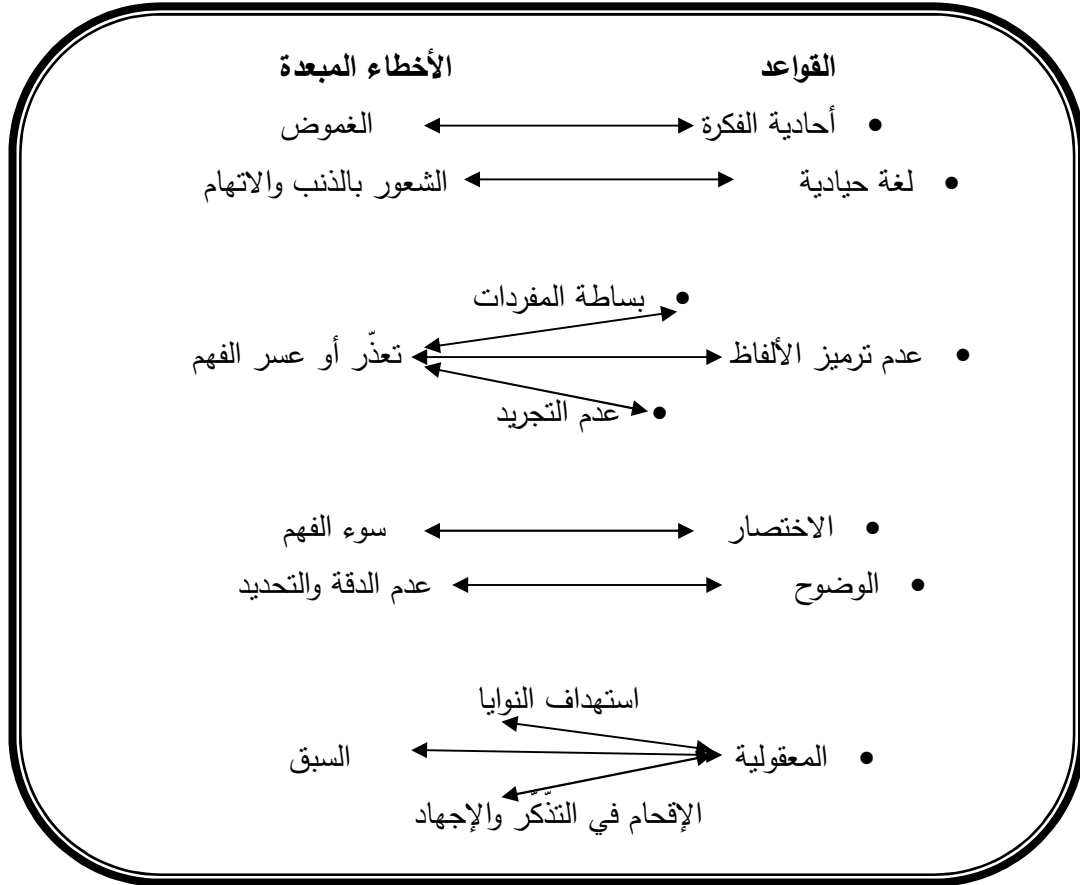 القواعد الأخطاء المبعدة
• أحادية الفكرة الغموض
• لغة حيادية الشعور بالذنب والاتهام
• بساطة المفردات
• عدم ترميز الألفاظ تعذّر أو عسر الفهم
• عدم التجريد
• الاختصار سوء الفهم
• الوضوح عدم الدقة والتحديد
استهداف النوايا
• المعقولية السبق
الإقحام في التذّكّر والإجهاد